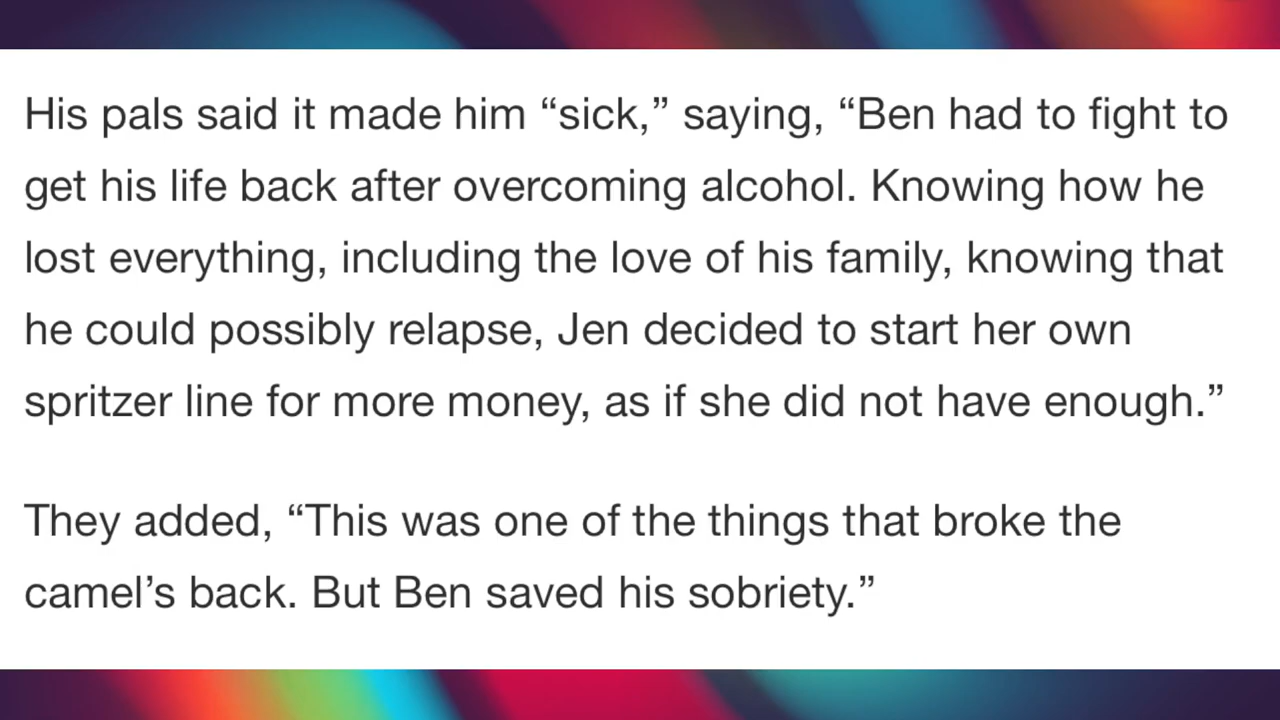 His pals said it made him “sick,” saying, “Ben had to fight to
get his life back after overcoming alcohol. Knowing how he
lost everything, including the love of his family, knowing that
he could possibly relapse, Jen decided to start her own
spritzer line for more money, as if she did not have enough.”
They added, “This was one of the things that broke the
camel’s back. But Ben saved his sobriety.”